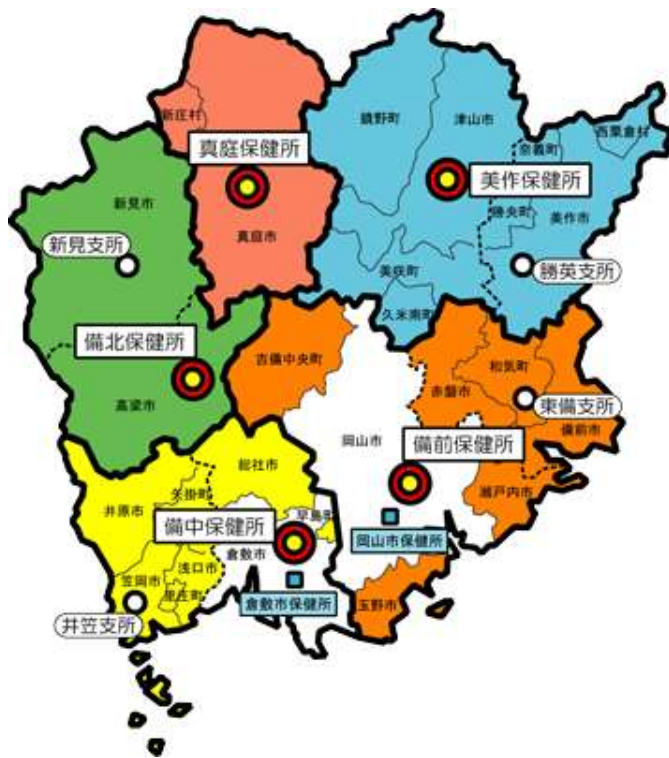 新庄村
真庭保健所
真庭市
鏡野町
津山市
奈義町
西粟倉村
美作保健所
勝央町
美作市
美咲町
久米南町
勝英支所
新見市
新見支所
備北保健所
高梁市
吉備中央町
和気町
赤磐市
東備支所
備前市
岡山市
備前保健所
瀬戸内市
岡山市保健所
玉野市
総社市
矢掛町
井原市
備中保健所
早島町
倉敷市
浅口市
笠岡市
里庄町
倉敷市保健所
井笠支所